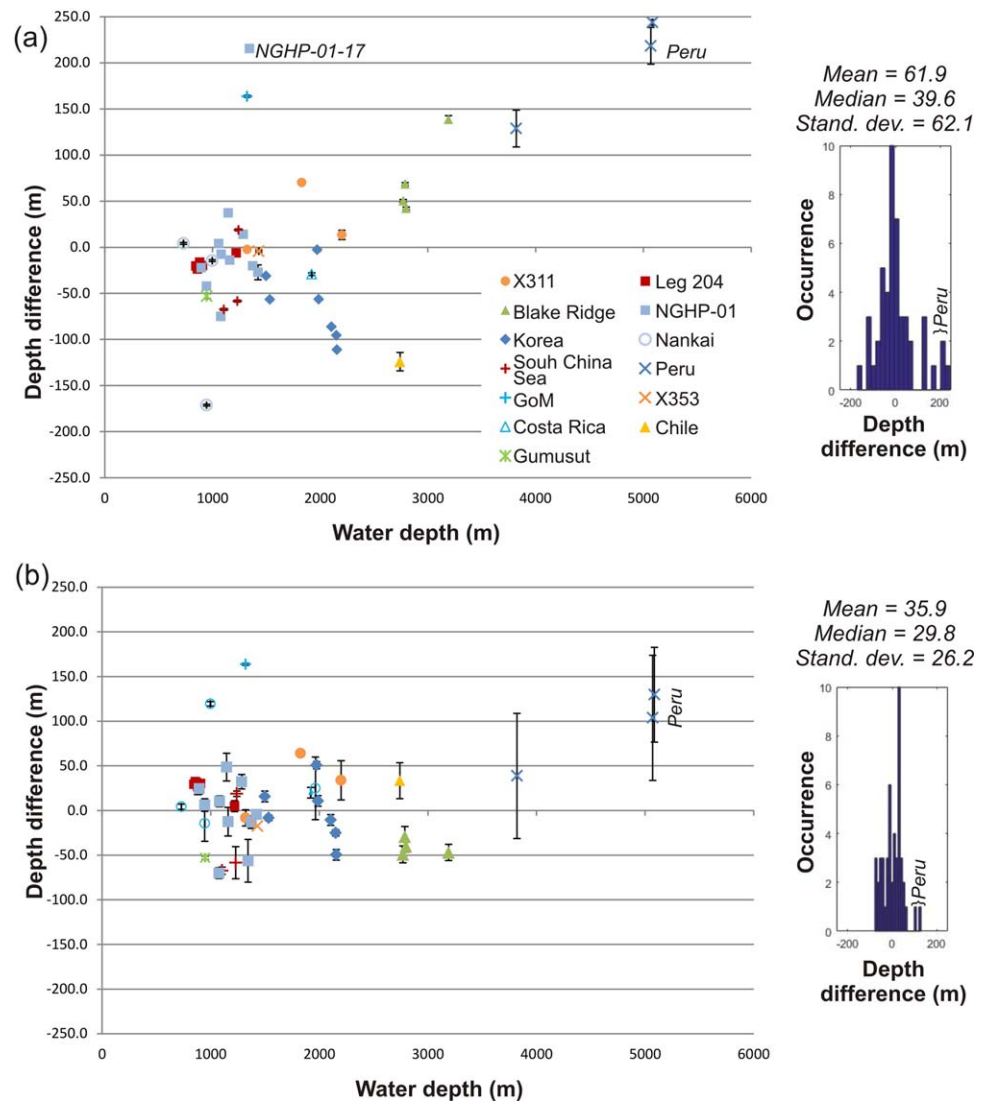 (a)
250.0
200.0
150.0
100.0
50.0
0.0
-50.0
-100.0
-150.0
-200.0
-250.0
Depth difference (m)
NGHP-01-17
Peru
X311
Leg 204
Blake Ridge
NGHP-01
Korea
Nankai
Souh China
Sea
Peru
GoM
X353
Costa Rica
Chile
Gumusut
0 1000 2000 3000 4000 5000 6000
Water depth (m)
Mean = 61.9
Median = 39.6
Stand. dev. = 62.1
10
8
6
4
2
0
Occurrence
}Peru
-200 0 200
Depth
difference (m)
(b)
250.0
200.0
150.0
100.0
50.0
0.0
-50.0
-100.0
-150.0
-200.0
-250.0
Depth difference (m)
Peru
0 1000 2000 3000 4000 5000 6000
Water depth (m)
Mean = 35.9
Median = 29.8
Stand. dev. = 26.2
10
8
6
4
2
0
Occurrence
}Peru
-200 0 200
Depth
difference (m)